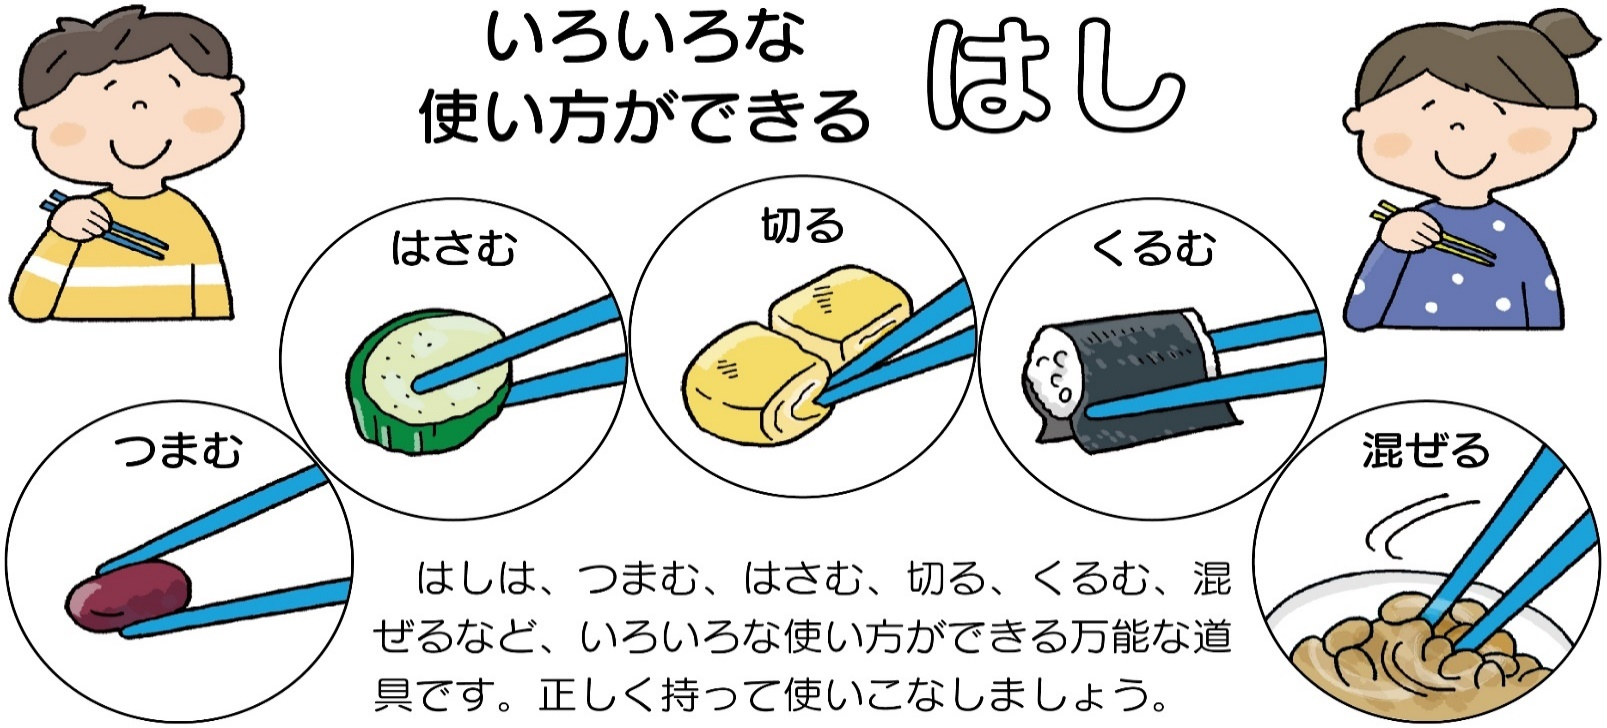 いろいろな
使い方ができる
はし
つまむ
はさむ
切る
くるむ
混ぜる
はしは、つまむ、はさむ、切る、くるむ、混
ぜるなど、いろいろな使い方ができる万能な道
具です。正しく持って使いこなしましょう。